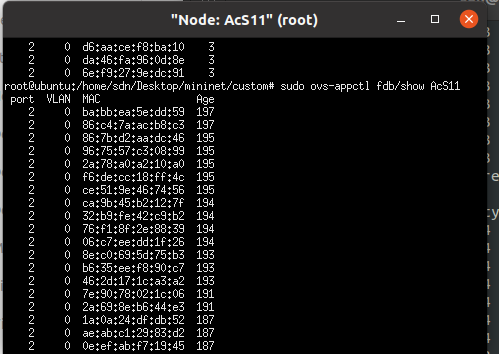 "Node: AcS11" (root)
2 0 d6:aa:ce:f8:ba:10 3
2 0 da:46:fa:96:0d:8e 3
2 0 6e:f9:27:9e:dc:91 3
root@ubuntu:/home/sdn/Desktop/mininet/custom# sudo ovs-appctl fdb/show AcS11
port VLAN MAC Age
2 0 ba:bb:ea:5e:dd:59 197
2 0 86:c4:7a:ac:b8:c3 197
2 0 86:7b:d2:aa:dc:46 195
2 0 96:75:57:c3:08:99 195
2 0 2a:78:a0:a2:10:a0 195
2 0 f6:de:cc:18:ff:4c 195
2 0 ce:51:9e:46:74:56 195
2 0 ca:9b:45:b2:12:7f 194
2 0 32:b9:fe:42:c9:b2 194
2 0 76:f1:8f:2e:88:39 194
2 0 06:c7:ee:dd:1f:26 194
2 0 8e:c0:69:5d:75:b3 193
2 0 b6:35:ee:f8:90:c7 193
2 0 46:2d:17:1c:a3:a2 193
2 0 7e:90:78:02:1c:06 191
2 0 2a:69:8e:b6:44:e3 191
2 0 1a:0a:24:df:db:52 187
2 0 ae:ab:c1:29:83:d2 187
2 0 0e:ef:ab:f7:19:45 187